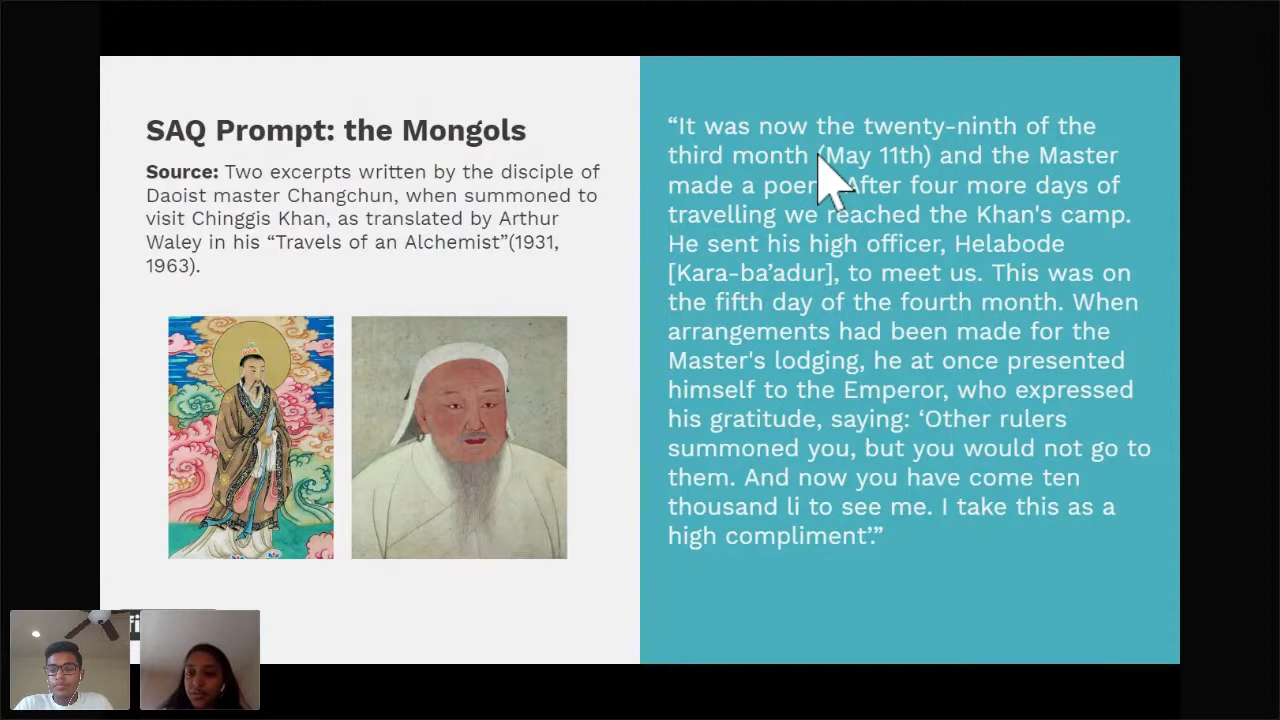 SAQ Prompt: the Mongols
Source: Two excerpts written by the disciple of
Daoist master Changchun, when summoned to
visit Chinggis Khan, as translated by Arthur
Waley in his “Travels of an Alchemist”(1931,
1963).
“It was now the twenty-ninth of the
third month (May 11th) and the Master
made a poem. After four more days of
travelling we reached the Khan's camp.
He sent his high officer, Helabode
[Kara-ba’adur], to meet us. This was on
the fifth day of the fourth month. When
arrangements had been made for the
Master's lodging, he at once presented
himself to the Emperor, who expressed
his gratitude, saying: ‘Other rulers
summoned you, but you would not go to
them. And now you have come ten
thousand li to see me. I take this as a
high compliment’.”